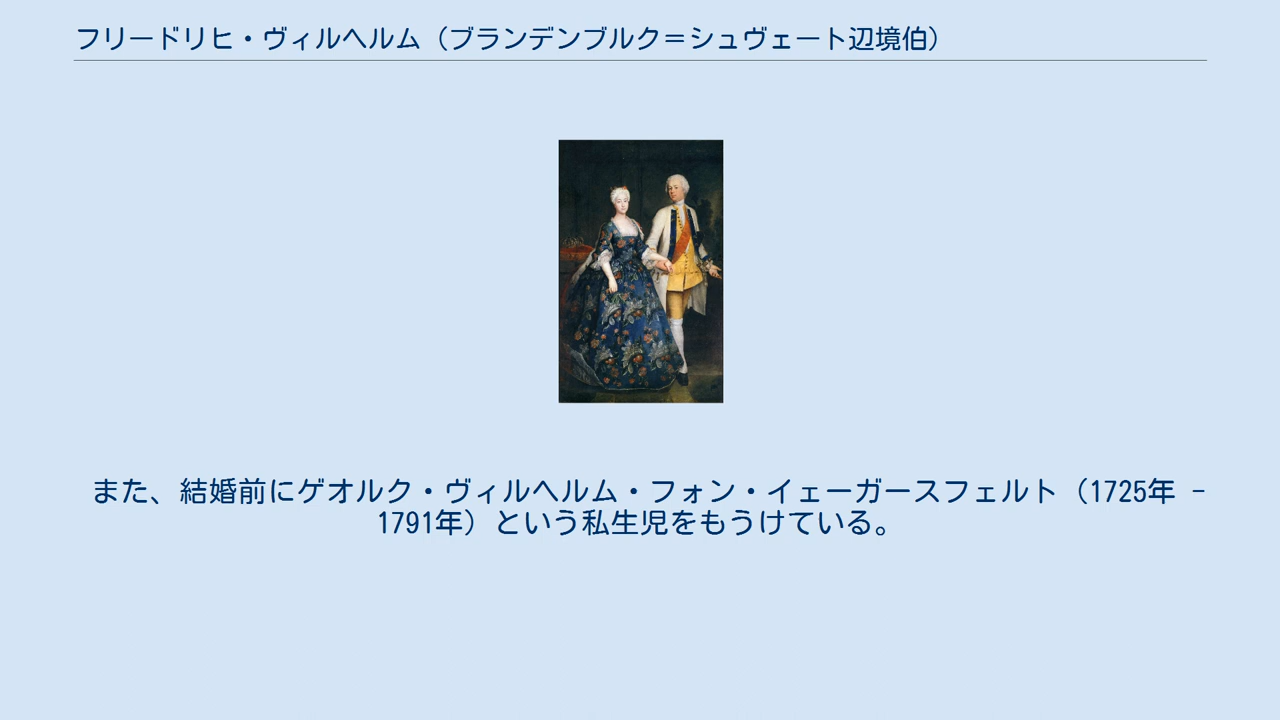 フリードリヒ・ヴィルヘルム（ブランデンブルク＝シュヴェート辺境伯）
また、結婚前にゲオルク・ヴィルヘルム・フォン・イェーガースフェルト（1725年 -
1791年）という私生児をもうけている。